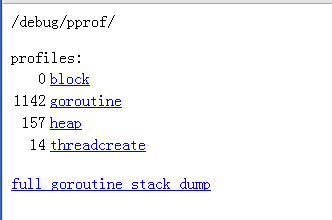 /debug/pprof/
profiles:
0 block
1142 goroutine
157 heap
14 threadcreate
full goroutine stack dump